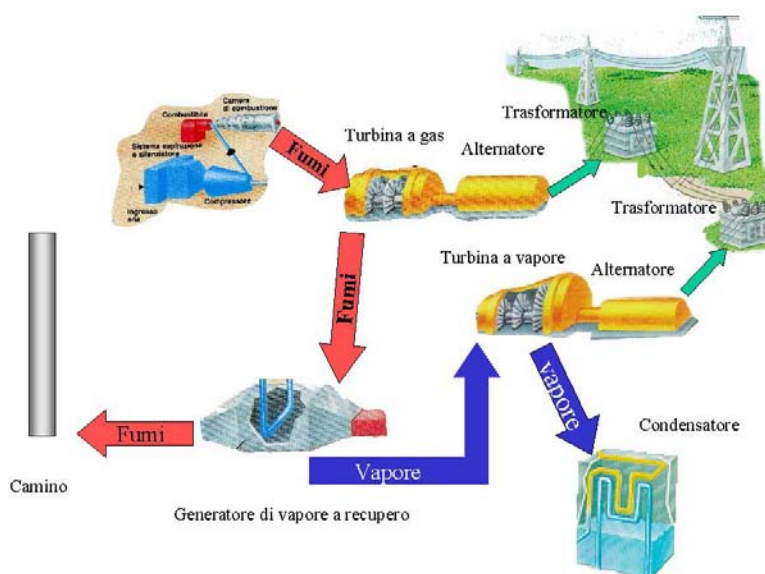 Trasformatore
Camera
di combustione
Combustibile
Sistema aspirazione
e silenziatore
Ingresso
aria
Compressore
Fumi
Turbina a gas
Alternatore
Trasformatore
Fumi
Turbina a vapore
Alternatore
vapore
Fumi
Vapore
Condensatore
Camino
Generatore di vapore a recupero